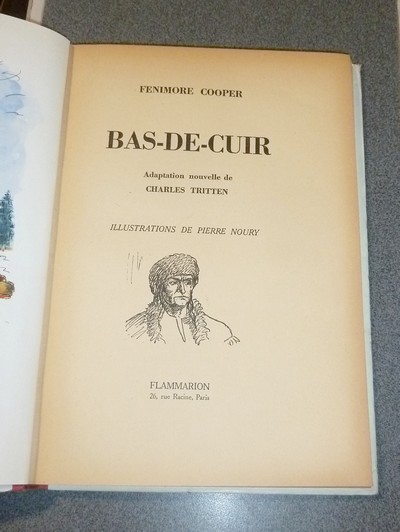 FENIMORE COOPER
BAS-DE-CUIR
Adaptation nouvelle de
CHARLES TRITTEN
ILLUSTRATIONS DE PIERRE NOURY
FLAMMARION
26, rue Racine, Paris